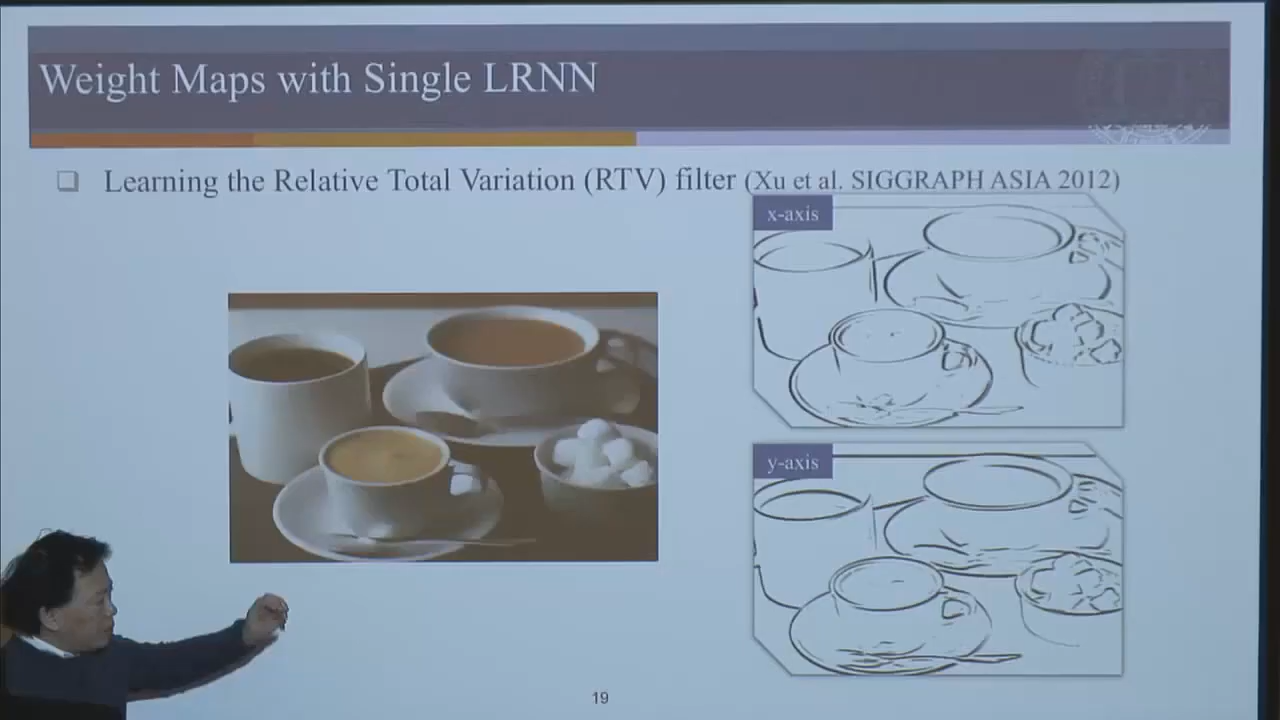 Weight Maps with Single LRNN
Learning the Relative Total Variation (RTV) filter (Xu et al. SIGGRAPH ASIA 2012)
x-axis
y-axis
19